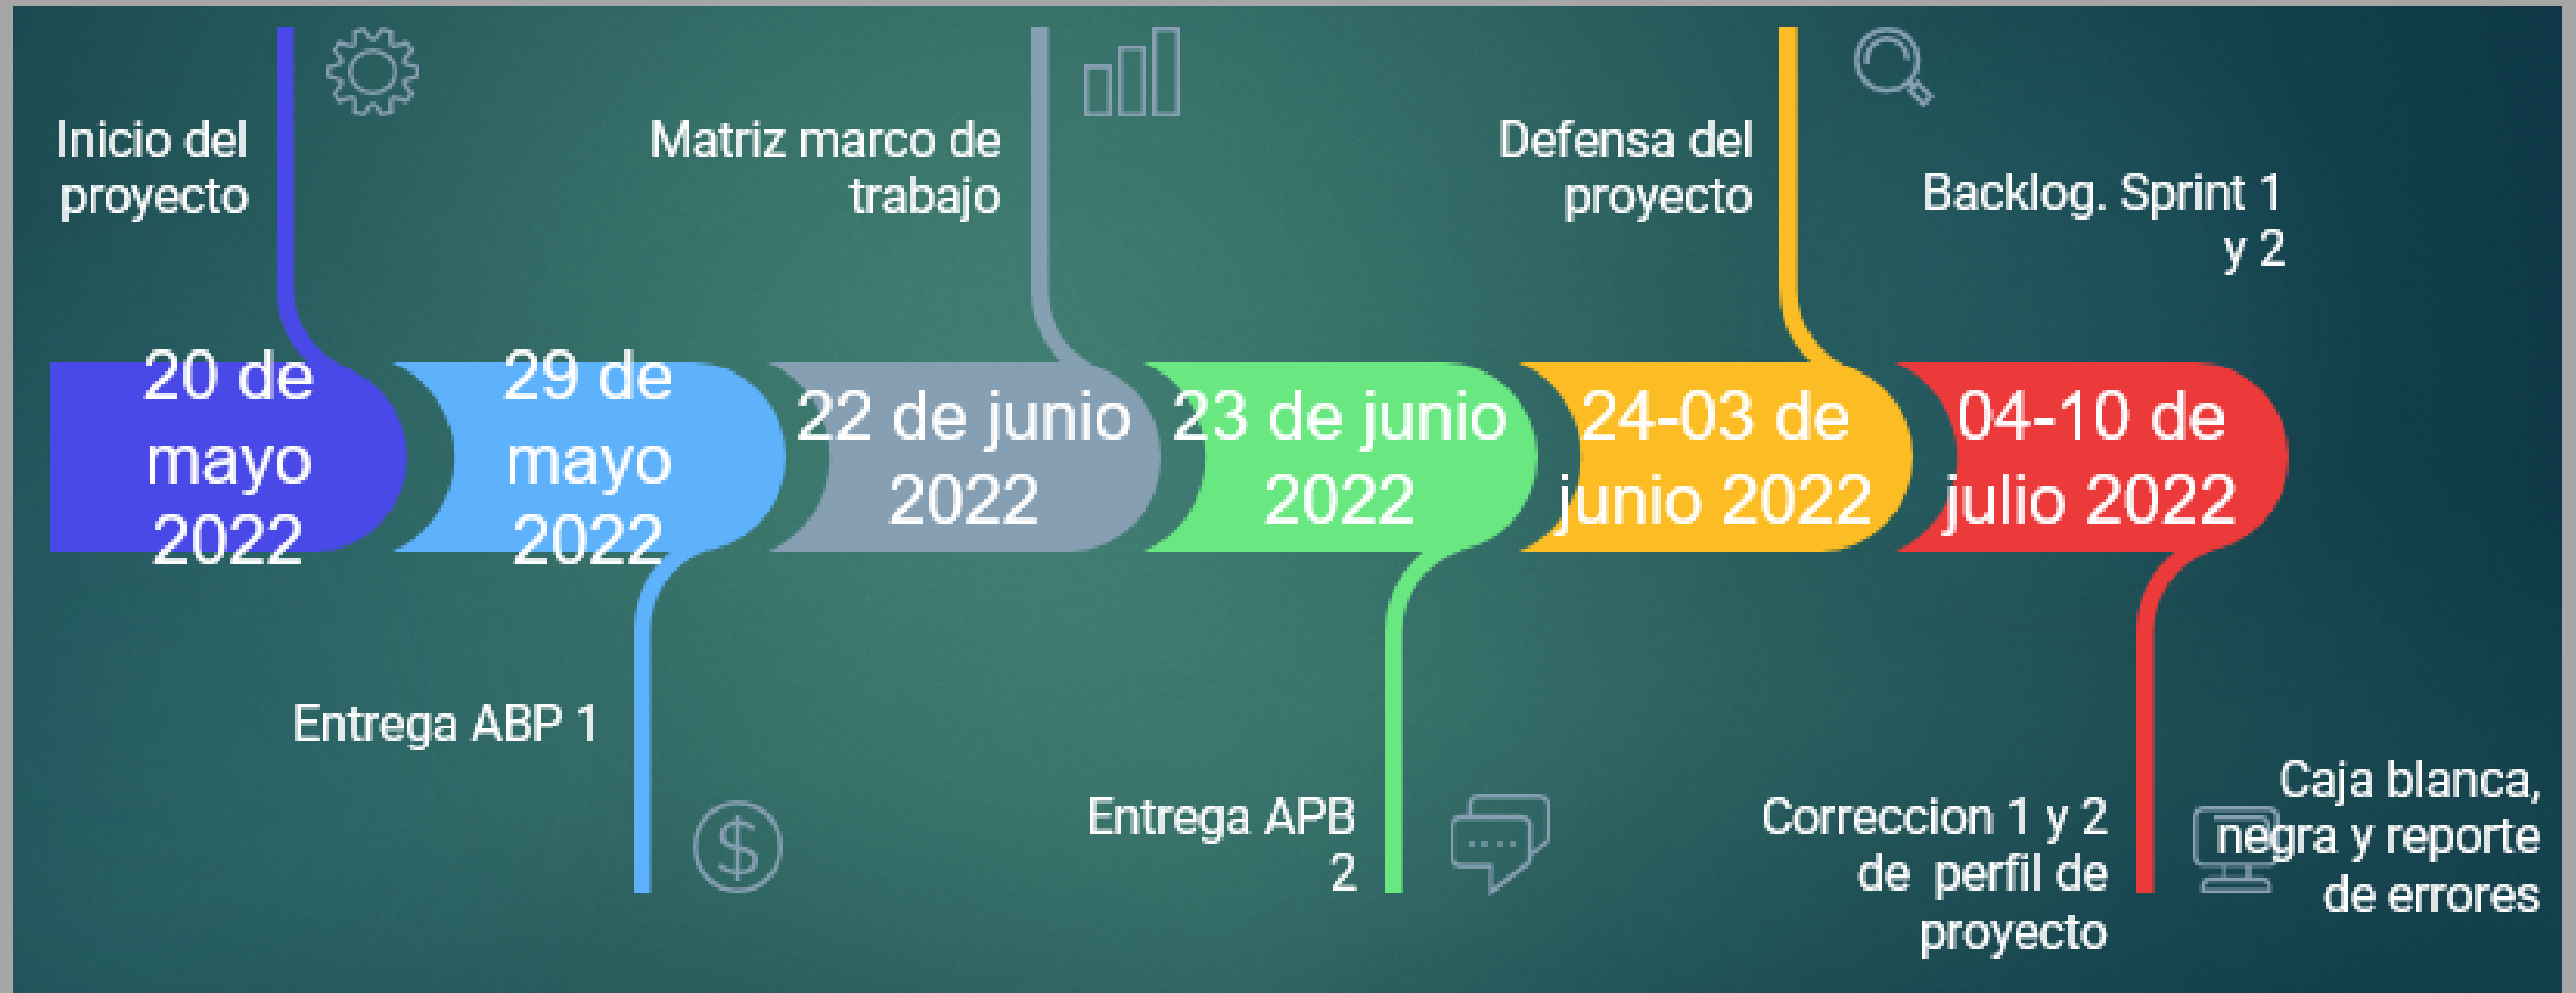 Inicio del
proyecto
Matriz marco de
trabajo
Defensa del
proyecto
Backlog. Sprint 1
y 2
20 de
mayo
2022
29 de
mayo
2022
22 de junio
2022
23 de junio
2022
24-03 de
junio 2022
04-10 de
julio 2022
Entrega ABP 1
Entrega APB
2
Correccion 1 y 2
de perfil de
proyecto
Caja blanca,
negra y reporte
de errores